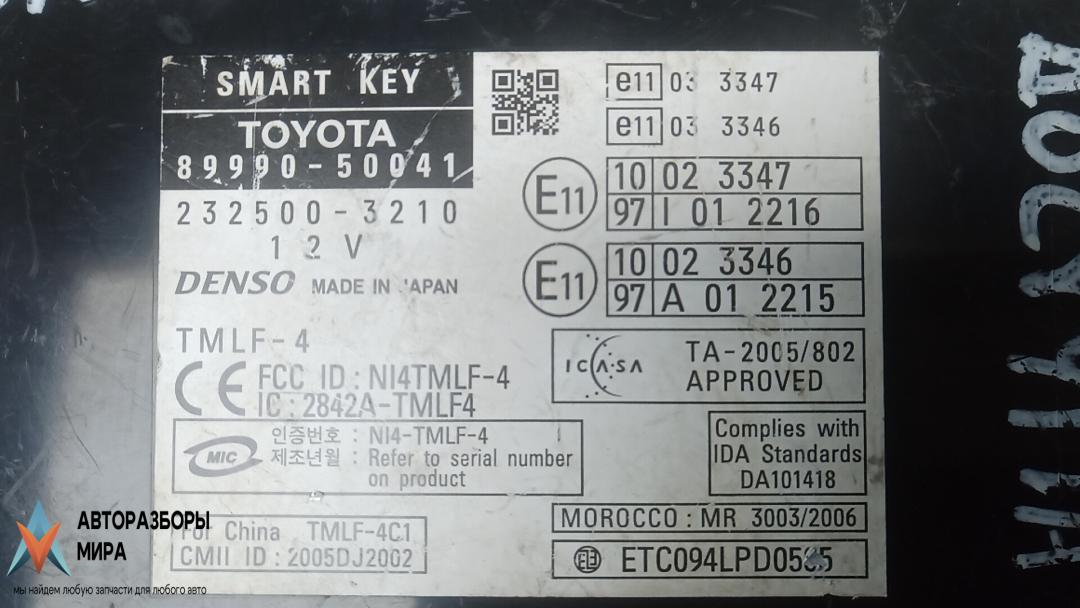 SMART KEY
TOYOTA
89990-50041
232500-3210
12V
DENSO MADE IN JAPAN
TMLF-4
CE FCC ID : NI4TMLF-4
IC : 2842A-TMLF4
MIC
인증번호 : NI4-TMLF-4
제조년월 : Refer to serial number
on product
For China TMLF-4C1
CMII ID : 2005DJ2002
e11 03 3347
e11 03 3346
E11
10 02 3347
97 I 01 2216
E11
10 02 3346
97 A 01 2215
ICASA
TA-2005/802
APPROVED
Complies with
IDA Standards
DA101418
MOROCCO : MR 3003/2006
АВТОРАЗБОРЫ
МИРА
мы найдем любую запчасти для любого авто